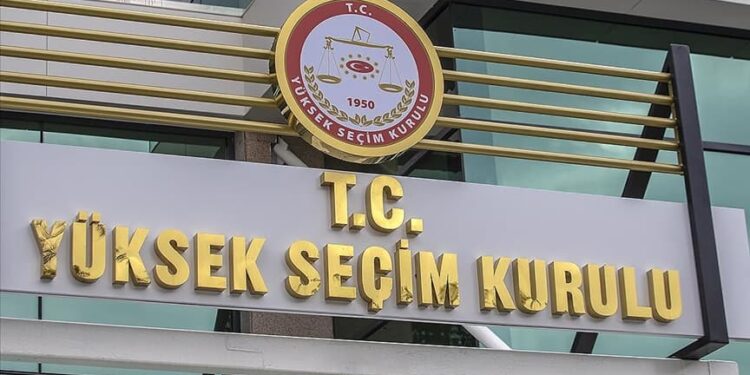 T.C.
1950
YÜKSEK SEÇİM KURULU
T.C.
YÜKSEK SEÇİM KURULU